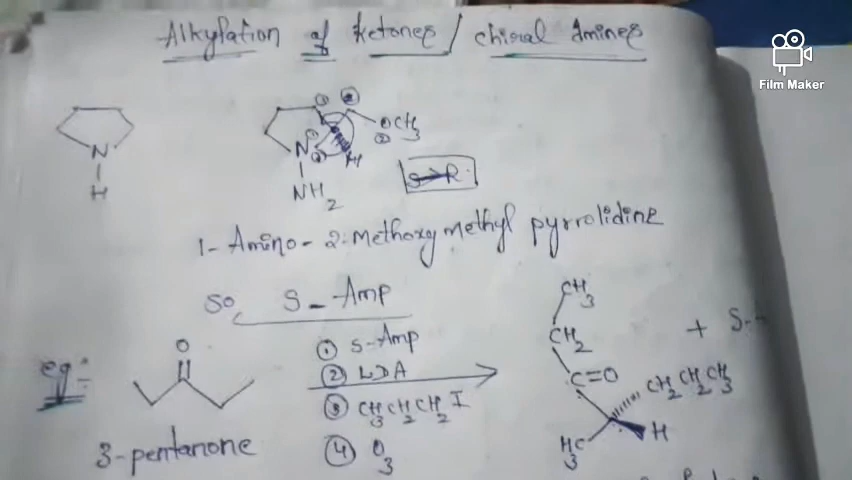 Alkylation of ketones / chiral Amines
Film Maker
N
H
N
NH2
H
OCH3
S → R
1- Amino - 2-Methoxy methyl pyrrolidine
So, S - Amp
eg:-
O
3-pentanone
① S-Amp
② LDA
③ CH3CH2CH2I
④ O3
CH3
CH2
C=O
CH2CH2CH3
H3C
H
+ S-A